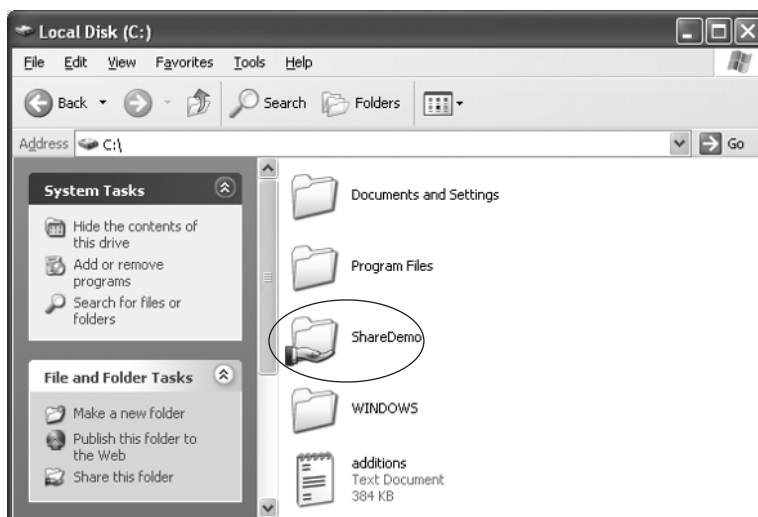 Local Disk (C:)
File Edit View Favorites Tools Help
Back Search Folders
Address C:\ Go
System Tasks
Hide the contents of
this drive
Add or remove
programs
Search for files or
folders
File and Folder Tasks
Make a new folder
Publish this folder to
the Web
Share this folder
Documents and Settings
Program Files
ShareDemo
WINDOWS
additions
Text Document
384 KB